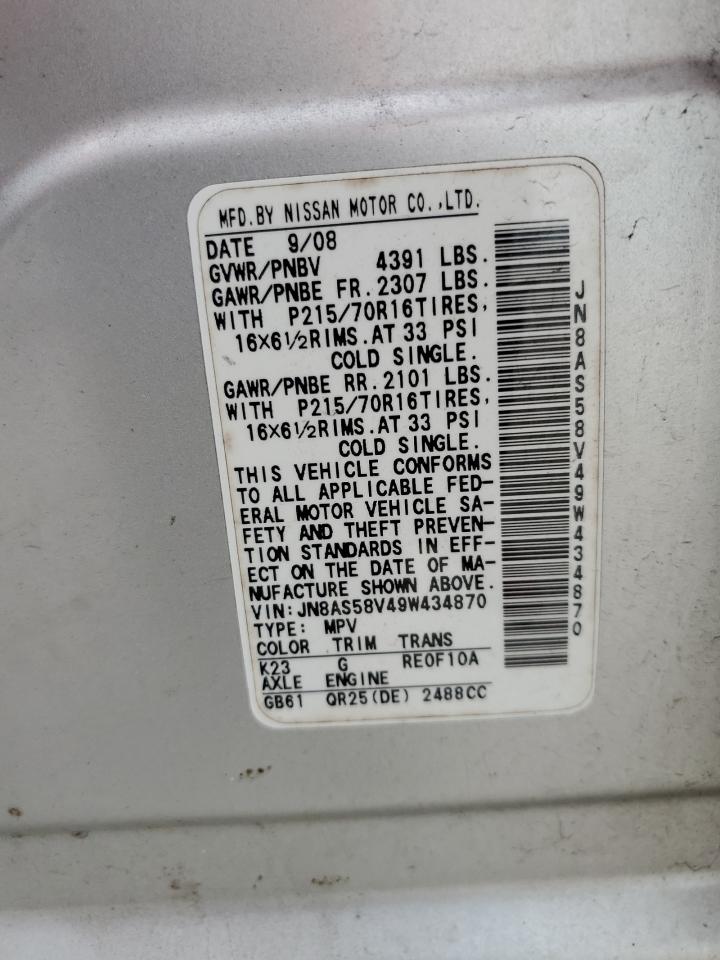 MFD.BY NISSAN MOTOR CO.,LTD.
DATE 9/08
GVWR/PNBV 4391 LBS.
GAWR/PNBE FR.2307 LBS.
WITH P215/70R16TIRES,
16X6½RIMS.AT 33 PSI
COLD SINGLE.
GAWR/PNBE RR.2101 LBS.
WITH P215/70R16TIRES,
16X6½RIMS.AT 33 PSI
COLD SINGLE.
THIS VEHICLE CONFORMS
TO ALL APPLICABLE FED-
ERAL MOTOR VEHICLE SA-
FETY AND THEFT PREVEN-
TION STANDARDS IN EFF-
ECT ON THE DATE OF MA-
NUFACTURE SHOWN ABOVE.
VIN:JN8AS58V49W434870
TYPE: MPV
COLOR TRIM TRANS
K23 G RE0F10A
AXLE ENGINE
GB61 QR25(DE) 2488CC
JN8AS58V49W434870